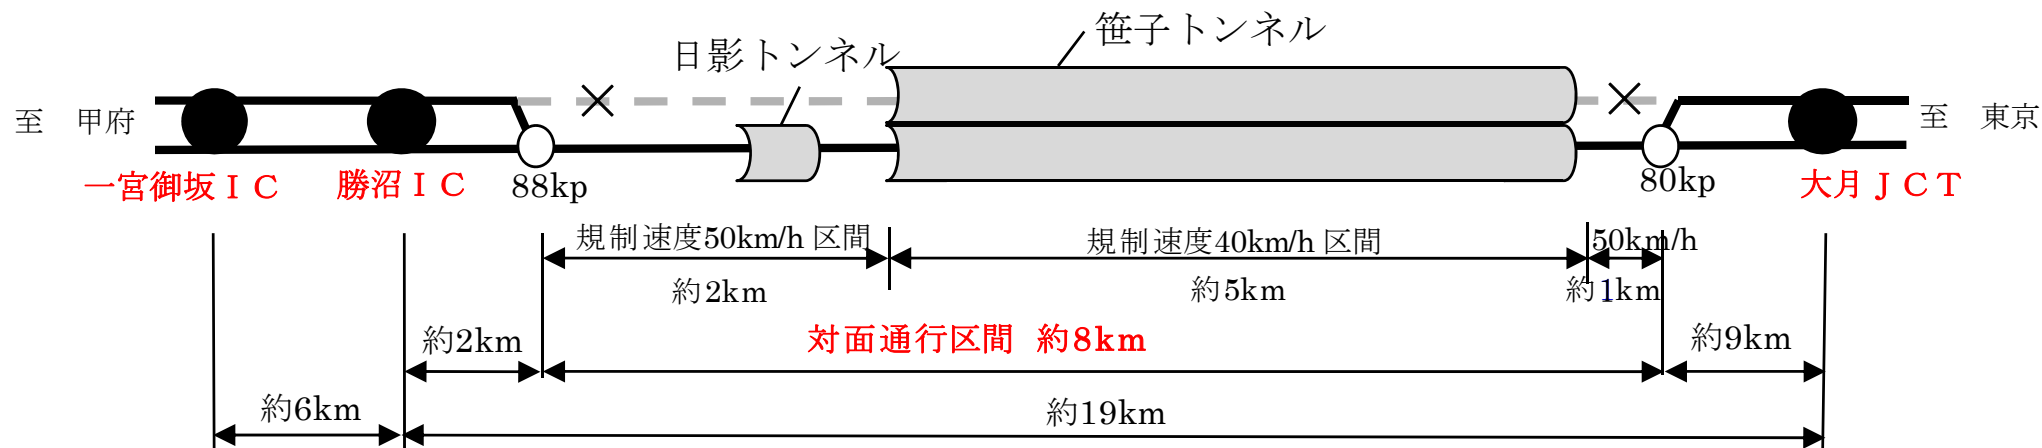 笹子トンネル
日影トンネル
至 甲府
至 東京
一宮御坂ＩＣ
勝沼ＩＣ
88kp
80kp
大月ＪＣＴ
規制速度50km/h 区間
規制速度40km/h 区間
50km/h
約2km
約5km
約1km
約2km
対面通行区間 約8km
約9km
約6km
約19km